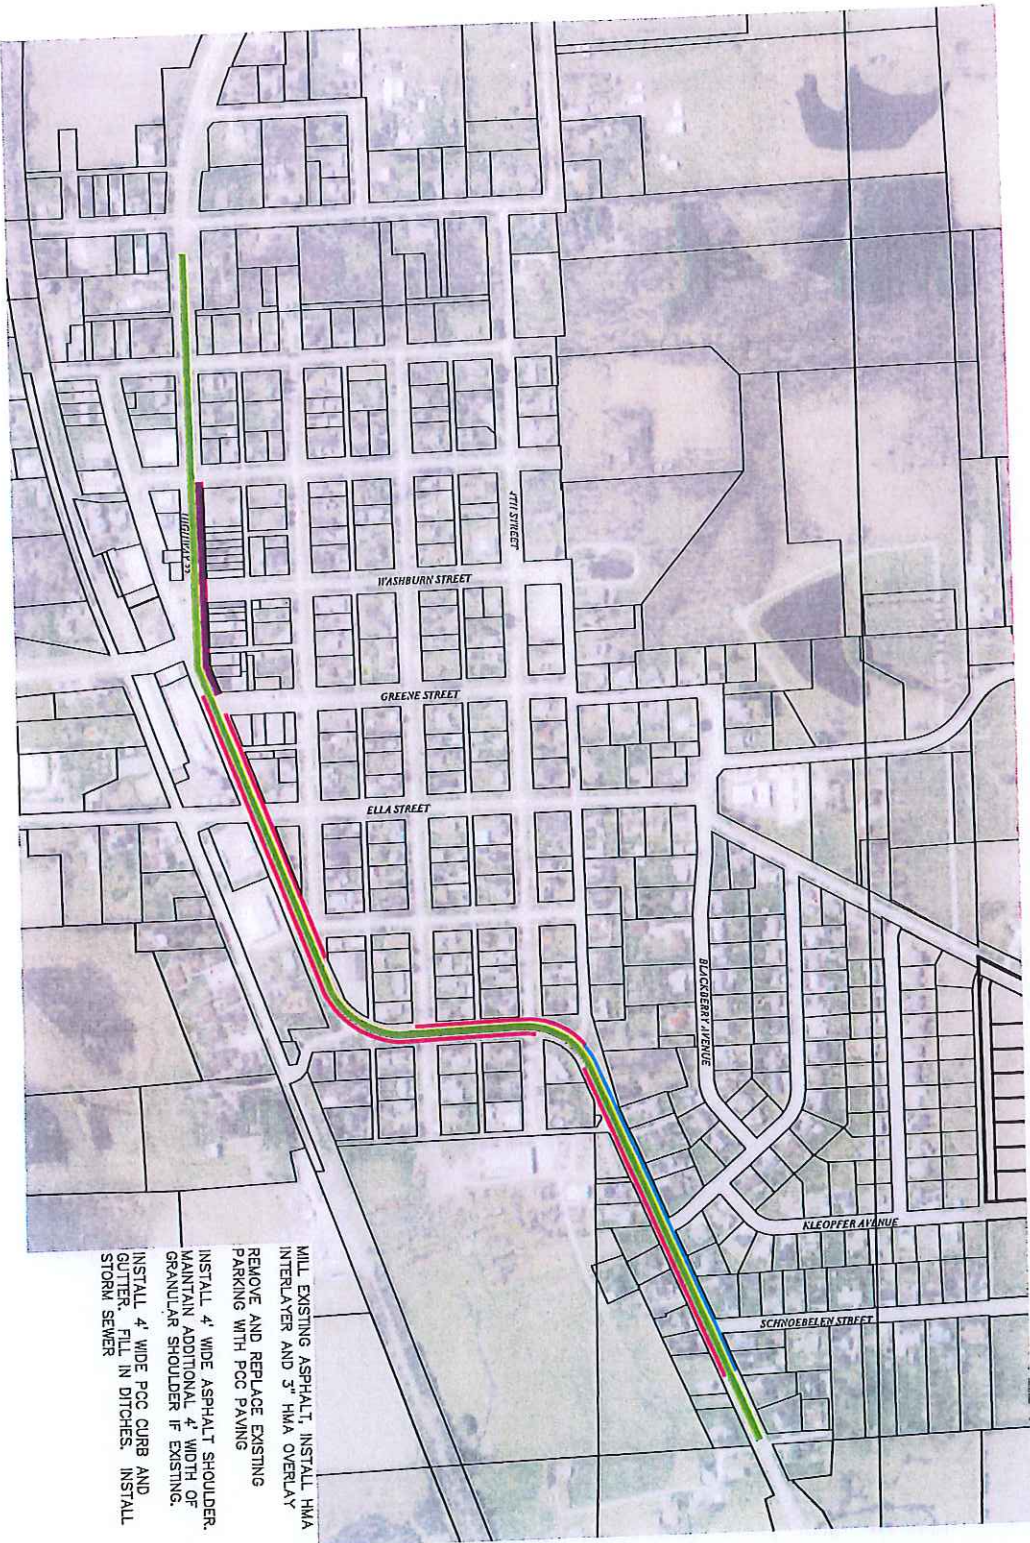 4TH STREET
HIGHWAY 22
WASHBURN STREET
GREENE STREET
ELLA STREET
BLACKBERRY AVENUE
KLEOPFER AVENUE
SCHNOEBELEN STREET
MILL EXISTING ASPHALT, INSTALL HMA
INTERLAYER AND 3" HMA OVERLAY
REMOVE AND REPLACE EXISTING
PARKING WITH PCC PAVING
INSTALL 4' WIDE ASPHALT SHOULDER.
MAINTAIN ADDITIONAL 4' WIDTH OF
GRANULAR SHOULDER IF EXISTING.
INSTALL 4' WIDE PCC CURB AND
GUTTER. FILL IN DITCHES. INSTALL
STORM SEWER